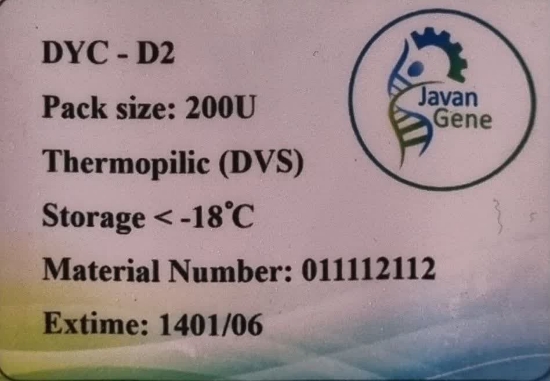 DYC - D2
Pack size: 200U
Thermopilic (DVS)
Storage < -18°C
Material Number: 011112112
Extime: 1401/06
Javan
Gene